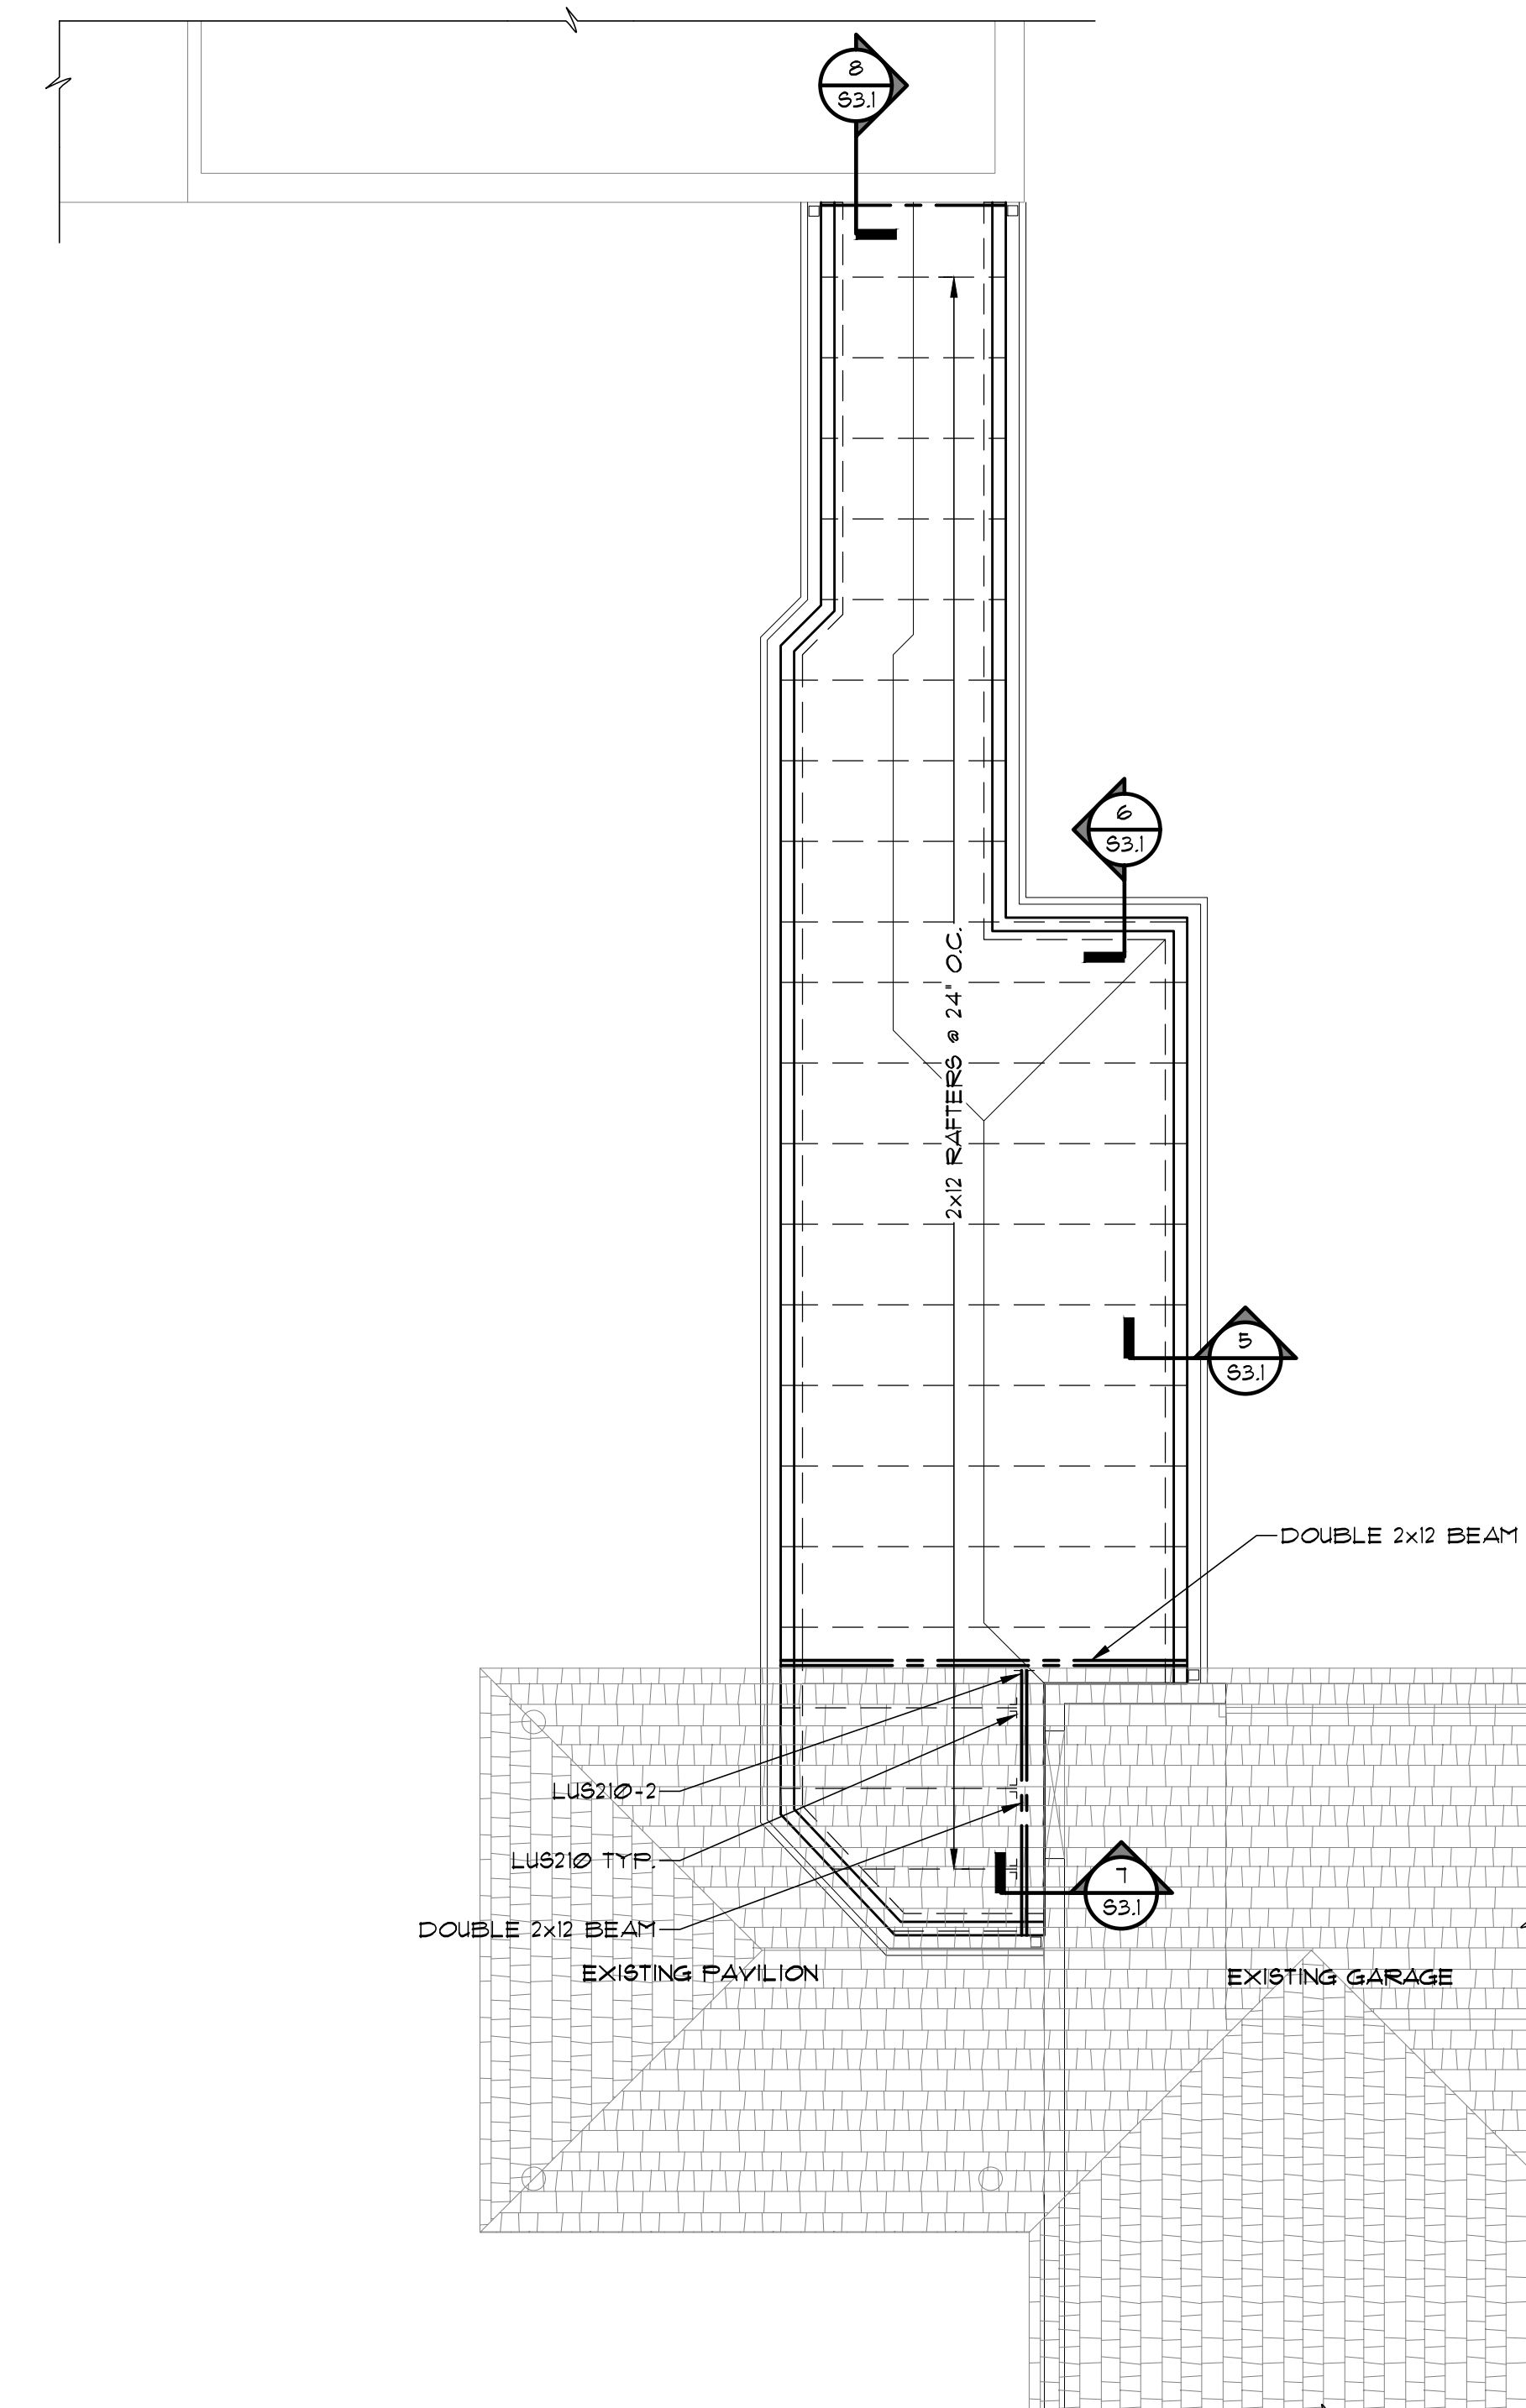 8
S3.1
6
S3.1
2x12 RAFTERS @ 24" O.C.
5
S3.1
DOUBLE 2x12 BEAM
LUS210-2
LUS210 TYP.
DOUBLE 2x12 BEAM
7
S3.1
EXISTING PAVILION
EXISTING GARAGE